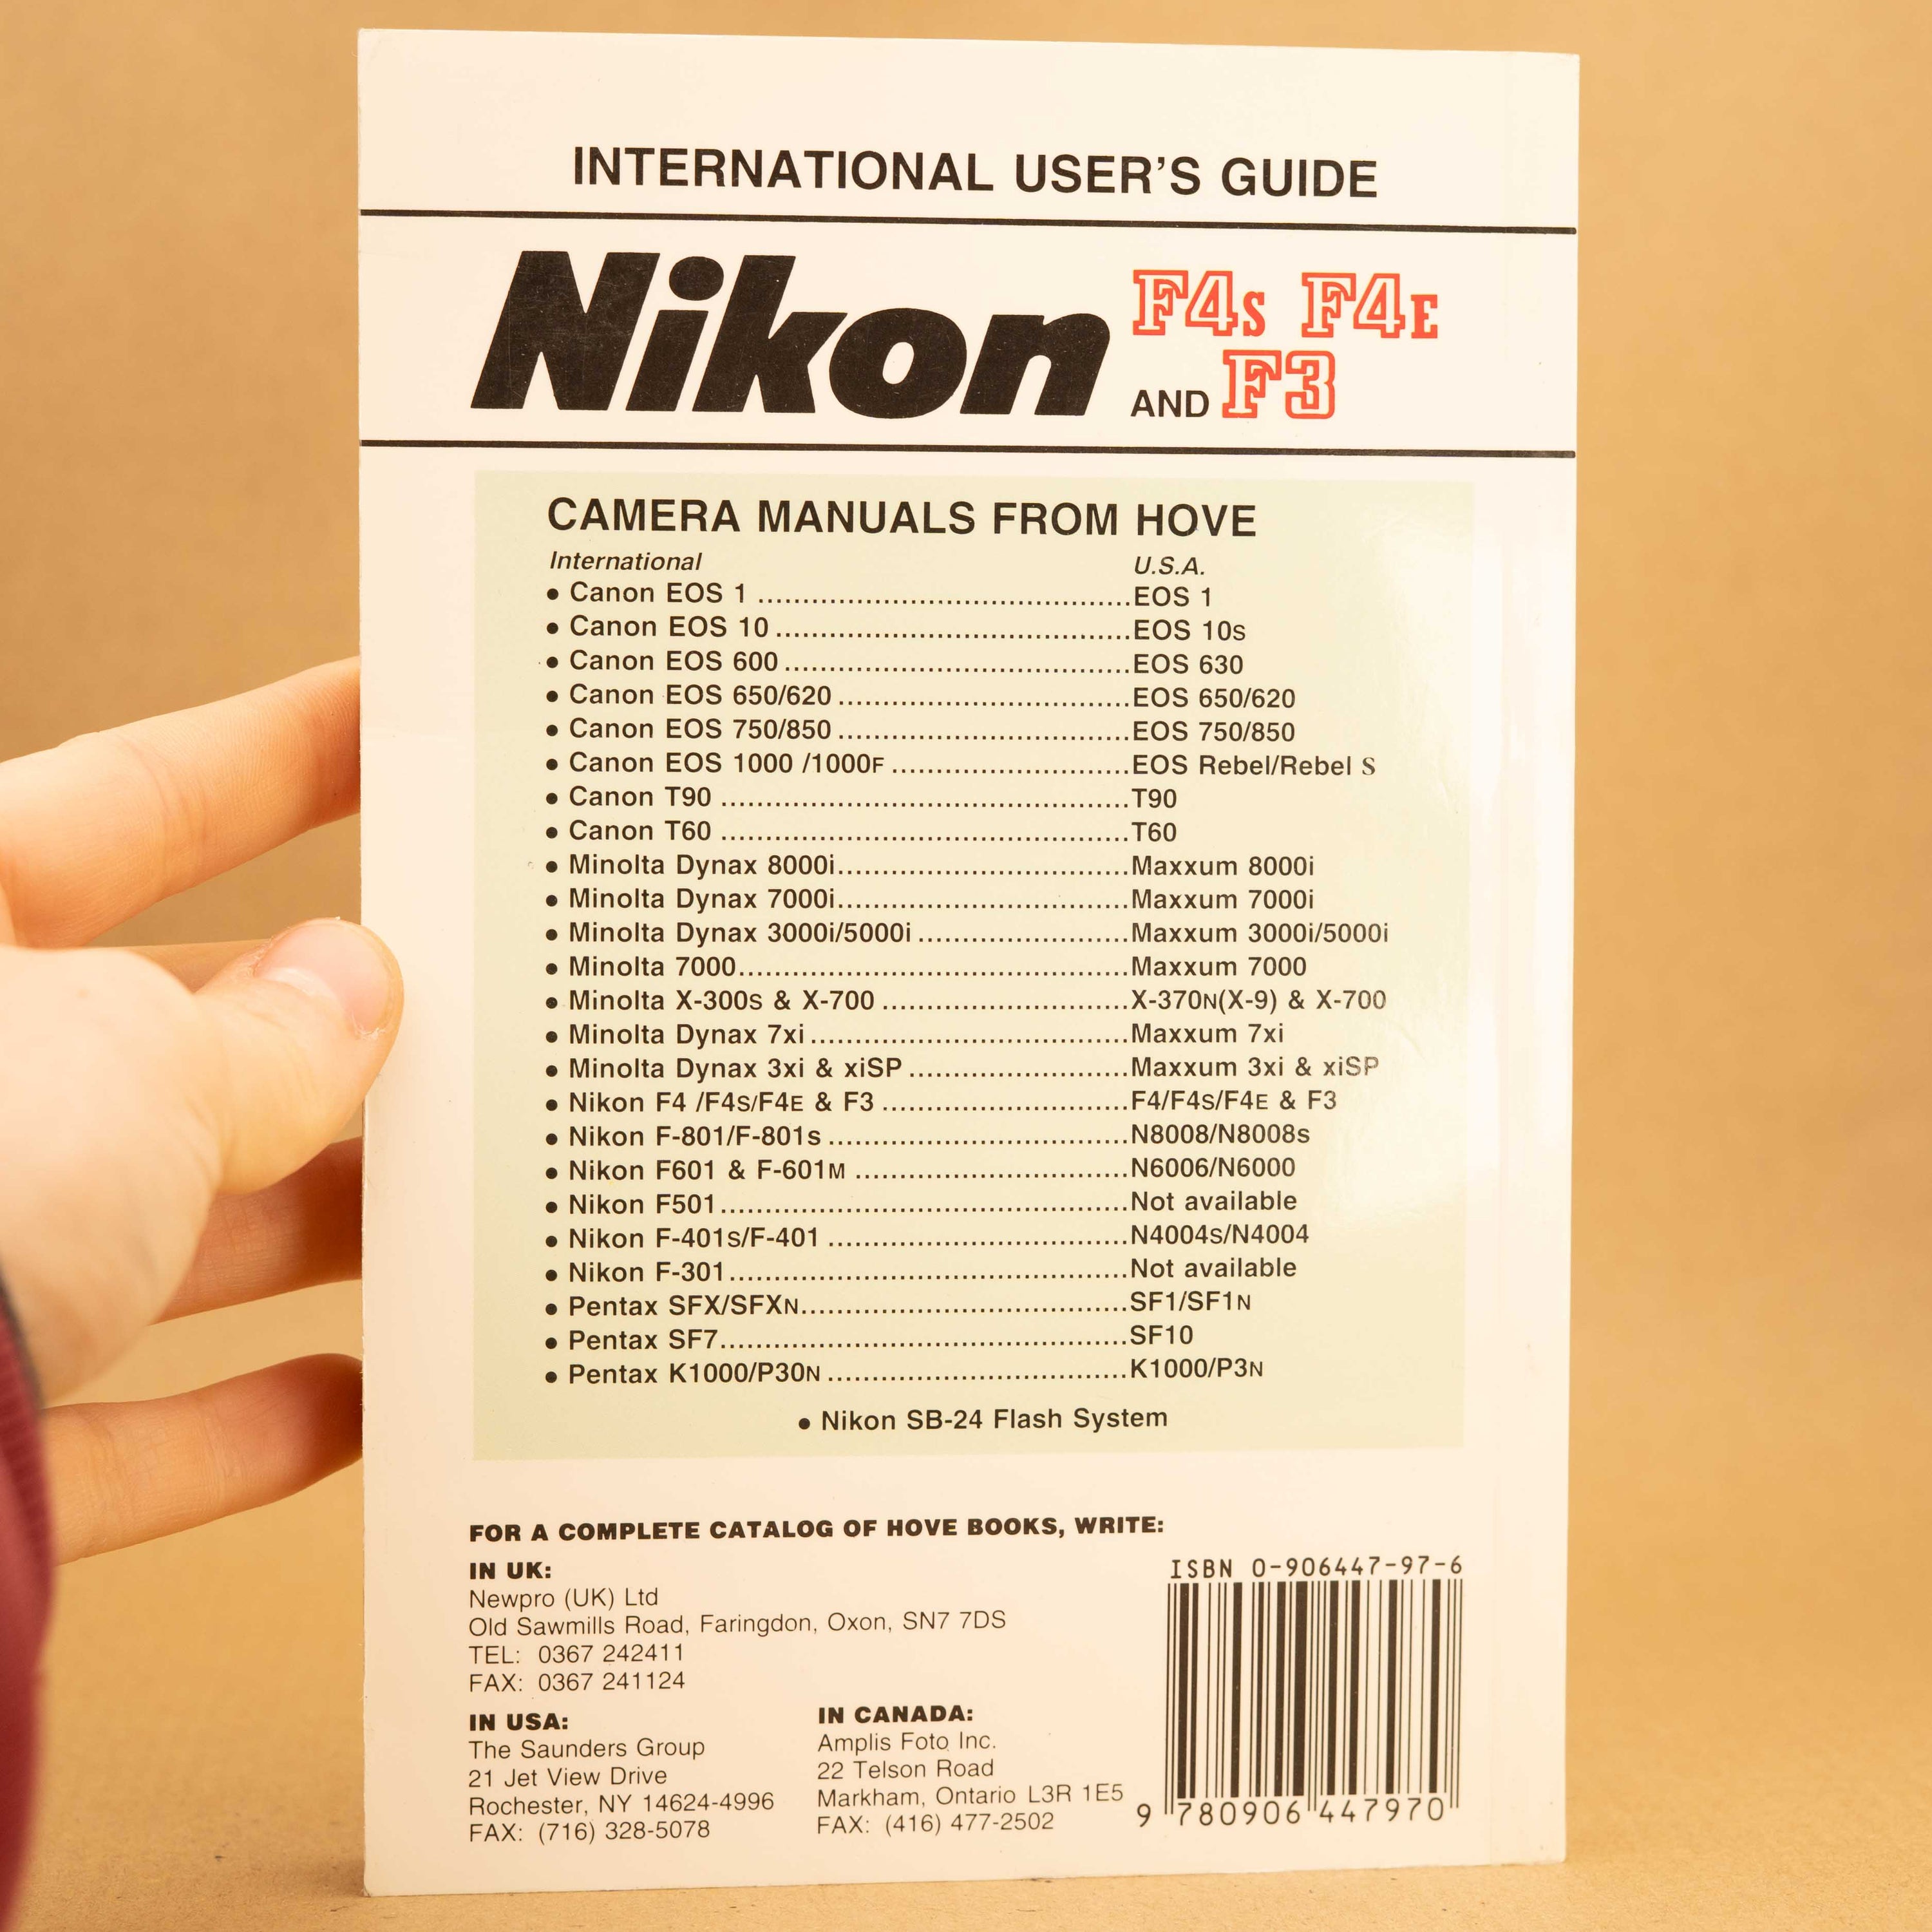 INTERNATIONAL USER'S GUIDE
Nikon F4S F4E
AND F3
CAMERA MANUALS FROM HOVE
International U.S.A.
• Canon EOS 1 ........................................EOS 1
• Canon EOS 10 ......................................EOS 10S
• Canon EOS 600 .....................................EOS 630
• Canon EOS 650/620 ...............................EOS 650/620
• Canon EOS 750/850 ...............................EOS 750/850
• Canon EOS 1000 /1000F .........................EOS Rebel/Rebel S
• Canon T90 ............................................T90
• Canon T60 ............................................T60
• Minolta Dynax 8000i...............................Maxxum 8000i
• Minolta Dynax 7000i...............................Maxxum 7000i
• Minolta Dynax 3000i/5000i ......................Maxxum 3000i/5000i
• Minolta 7000..........................................Maxxum 7000
• Minolta X-300S & X-700 ..........................X-370N(X-9) & X-700
• Minolta Dynax 7xi..................................Maxxum 7xi
• Minolta Dynax 3xi & xiSP .......................Maxxum 3xi & xiSP
• Nikon F4 /F4S/F4E & F3 ..........................F4/F4S/F4E & F3
• Nikon F-801/F-801s ................................N8008/N8008s
• Nikon F601 & F-601M .............................N6006/N6000
• Nikon F501............................................Not available
• Nikon F-401S/F-401 ................................N4004S/N4004
• Nikon F-301...........................................Not available
• Pentax SFX/SFXN...................................SF1/SF1N
• Pentax SF7............................................SF10
• Pentax K1000/P30N ................................K1000/P3N
• Nikon SB-24 Flash System
FOR A COMPLETE CATALOG OF HOVE BOOKS, WRITE:
IN UK:
Newpro (UK) Ltd
Old Sawmills Road, Faringdon, Oxon, SN7 7DS
TEL: 0367 242411
FAX: 0367 241124
IN USA:
The Saunders Group
21 Jet View Drive
Rochester, NY 14624-4996
FAX: (716) 328-5078
IN CANADA:
Amplis Foto Inc.
22 Telson Road
Markham, Ontario L3R 1E5
FAX: (416) 477-2502
ISBN 0-906447-97-6
9 780906 447970